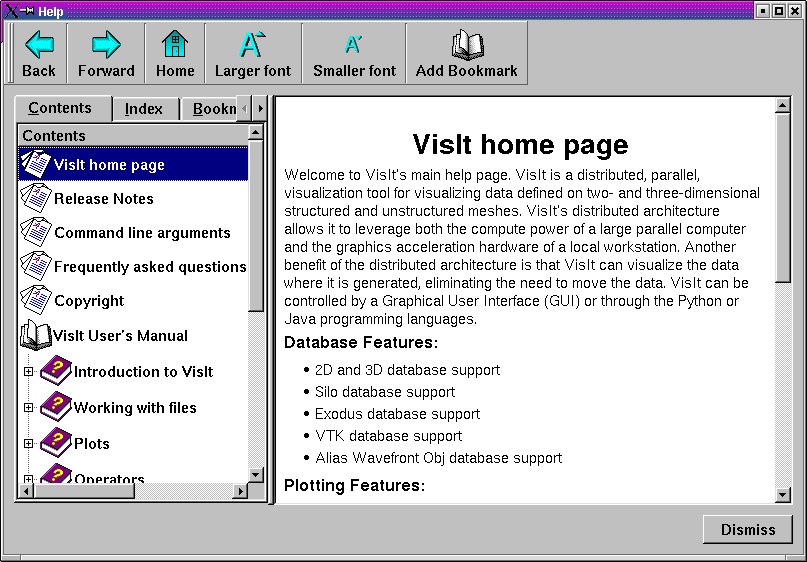 Help
Back
Forward
Home
Larger font
Smaller font
Add Bookmark
Contents
Index
Bookn
Contents
VisIt home page
Release Notes
Command line arguments
Frequently asked questions
Copyright
VisIt User's Manual
Introduction to VisIt
Working with files
Plots
Operators
VisIt home page
Welcome to VisIt's main help page. VisIt is a distributed, parallel,
visualization tool for visualizing data defined on two- and three-dimensional
structured and unstructured meshes. VisIt's distributed architecture
allows it to leverage both the compute power of a large parallel computer
and the graphics acceleration hardware of a local workstation. Another
benefit of the distributed architecture is that VisIt can visualize the data
where it is generated, eliminating the need to move the data. VisIt can be
controlled by a Graphical User Interface (GUI) or through the Python or
Java programming languages.
Database Features:
• 2D and 3D database support
• Silo database support
• Exodus database support
• VTK database support
• Alias Wavefront Obj database support
Plotting Features:
Dismiss